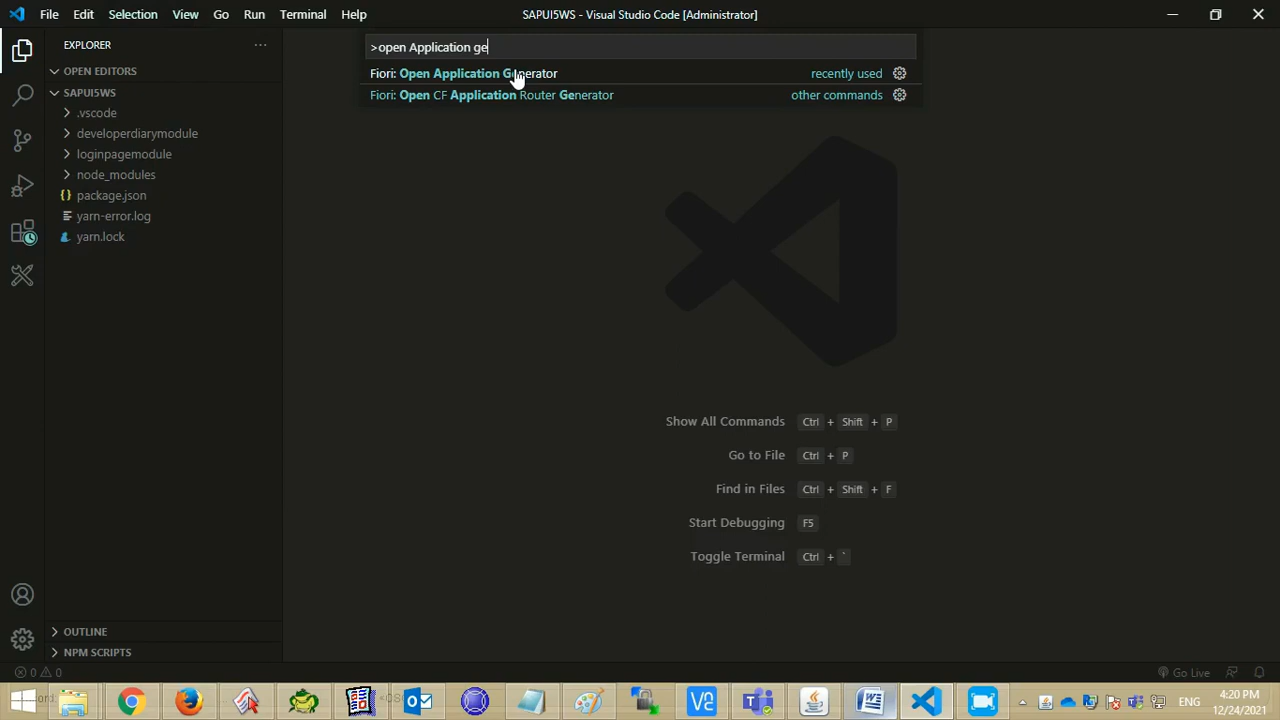 File Edit Selection View Go Run Terminal Help
SAPUI5WS - Visual Studio Code [Administrator]
EXPLORER
>open Application ge
Fiori: Open Application Generator recently used
Fiori: Open CF Application Router Generator other commands
OPEN EDITORS
SAPUI5WS
.vscode
developerdiarymodule
loginpagemodule
node_modules
package.json
yarn-error.log
yarn.lock
Show All Commands Ctrl + Shift + P
Go to File Ctrl + P
Find in Files Ctrl + Shift + F
Start Debugging F5
Toggle Terminal Ctrl + `
OUTLINE
NPM SCRIPTS
0 0
Go Live
ENG
4:20 PM
12/24/2021